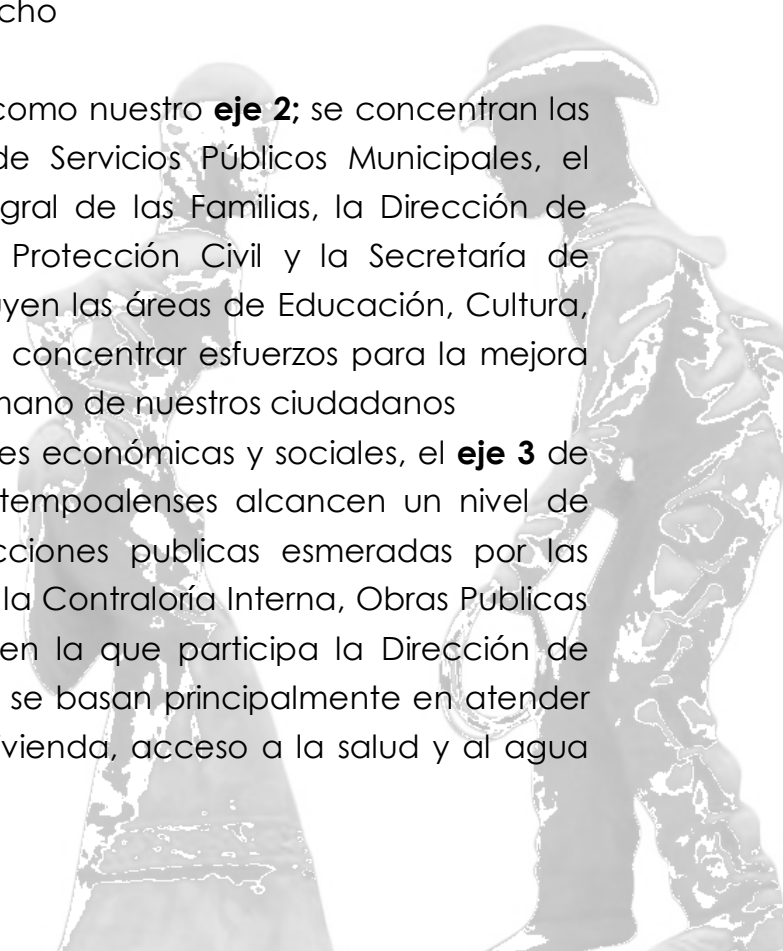 cho
como nuestro eje 2; se concentran las
de Servicios Públicos Municipales, el
gral de las Familias, la Dirección de
Protección Civil y la Secretaría de
uyen las áreas de Educación, Cultura,
concentrar esfuerzos para la mejora
mano de nuestros ciudadanos
es económicas y sociales, el eje 3 de
tempoalenses alcancen un nivel de
cciones publicas esmeradas por las
la Contraloría Interna, Obras Publicas
en la que participa la Dirección de
se basan principalmente en atender
vienda, acceso a la salud y al agua